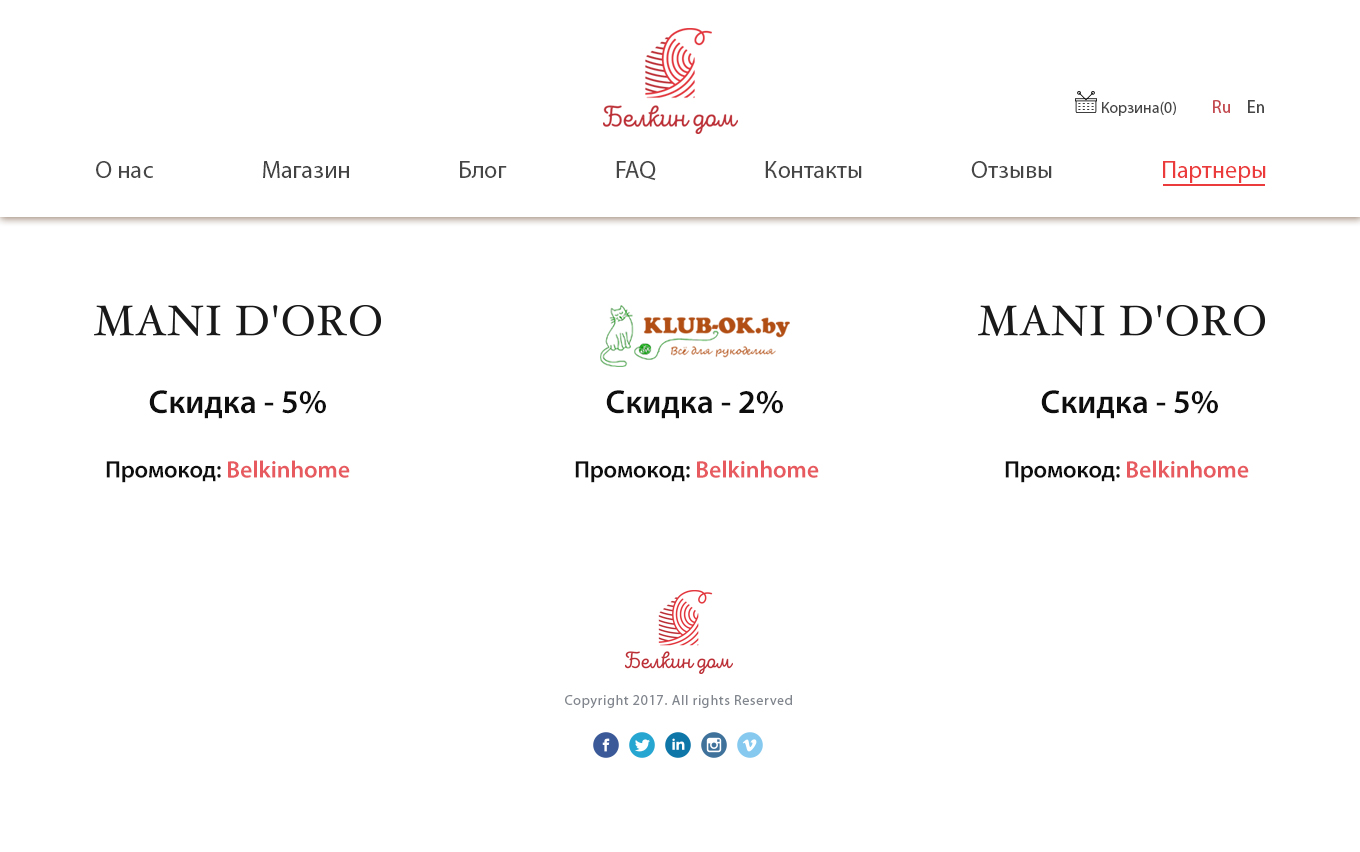 Белкин дом
Корзина(0) Ru En
О нас Магазин Блог FAQ Контакты Отзывы Партнеры
MANI D'ORO
Скидка - 5%
Промокод: Belkinhome
KLUB-OK.by
Всё для рукоделия
Скидка - 2%
Промокод: Belkinhome
MANI D'ORO
Скидка - 5%
Промокод: Belkinhome
Белкин дом
Copyright 2017. All rights Reserved